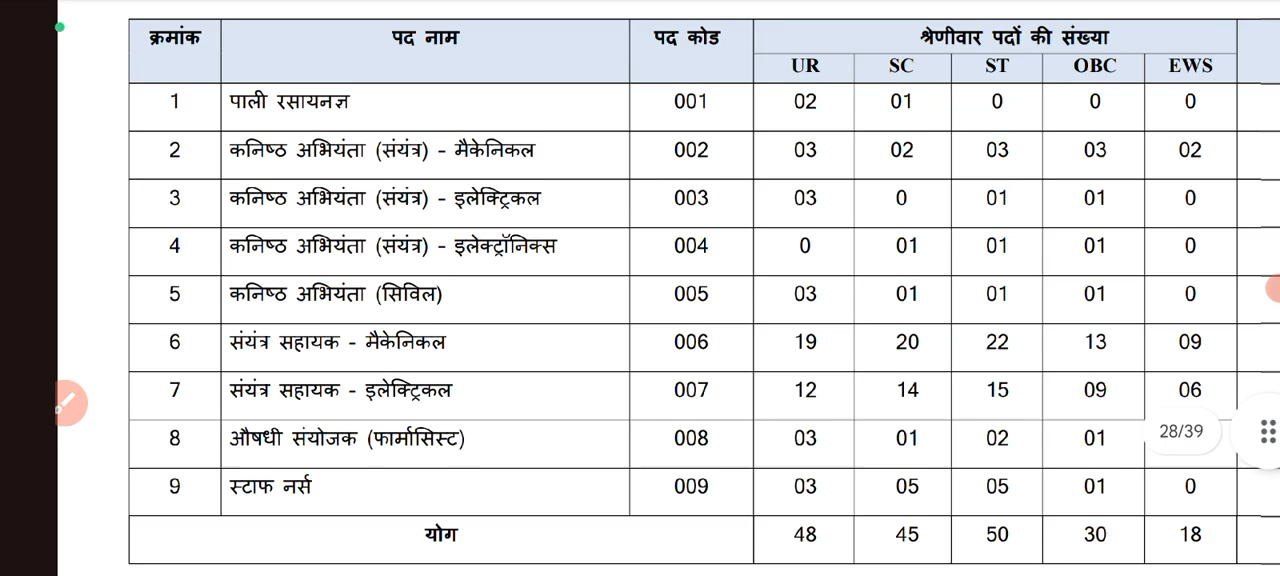 क्रमांक पद नाम पद कोड श्रेणीवार पदों की संख्या
UR SC ST OBC EWS
1 पाली रसायनज्ञ 001 02 01 0 0 0
2 कनिष्ठ अभियंता (संयंत्र) - मैकेनिकल 002 03 02 03 03 02
3 कनिष्ठ अभियंता (संयंत्र) - इलेक्ट्रिकल 003 03 0 01 01 0
4 कनिष्ठ अभियंता (संयंत्र) - इलेक्ट्रॉनिक्स 004 0 01 01 01 0
5 कनिष्ठ अभियंता (सिविल) 005 03 01 01 01 0
6 संयंत्र सहायक - मैकेनिकल 006 19 20 22 13 09
7 संयंत्र सहायक - इलेक्ट्रिकल 007 12 14 15 09 06
8 औषधी संयोजक (फार्मासिस्ट) 008 03 01 02 01 28/39
9 स्टाफ नर्स 009 03 05 05 01 0
योग 48 45 50 30 18